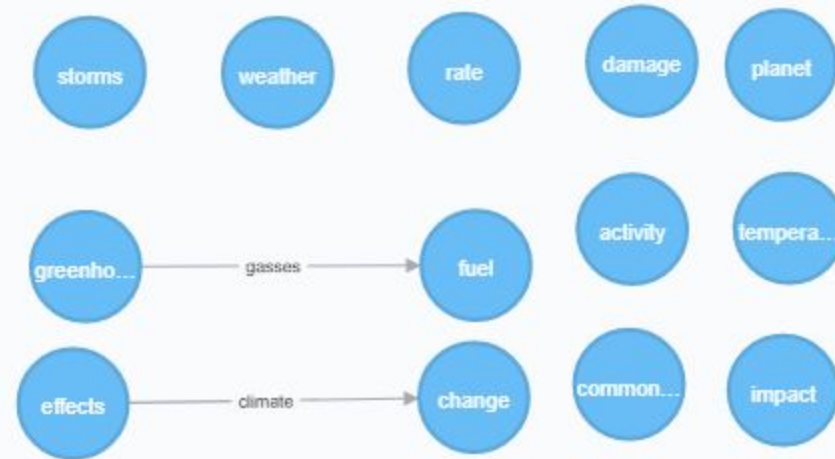 storms
weather
rate
damage
planet
greenho...
gasses
fuel
activity
tempera...
effects
climate
change
common...
impact